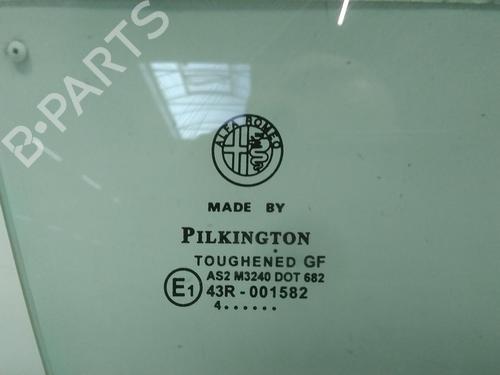 B-PARTS
ALFA ROMEO
MADE BY
PILKINGTON
TOUGHENED GF
AS2 M3240 DOT 682
E1 43R - 001582
4 . . . . . .